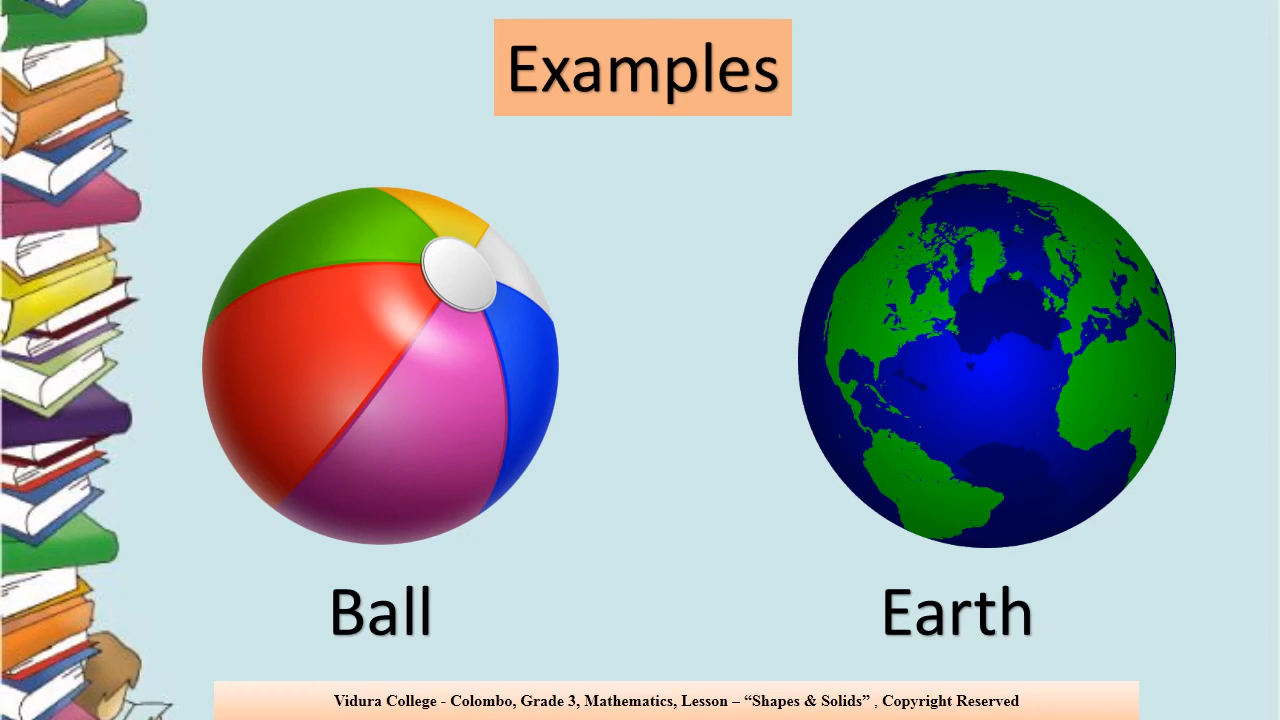 Examples
Ball
Earth
Vidura College - Colombo, Grade 3, Mathematics, Lesson – “Shapes & Solids” , Copyright Reserved